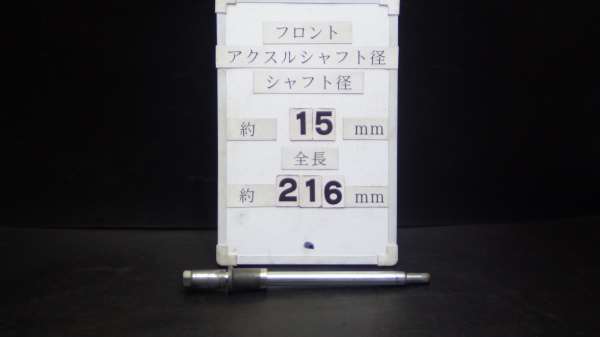 フロント
アクスルシャフト径
シャフト径
約 15 mm
全長
約 216 mm